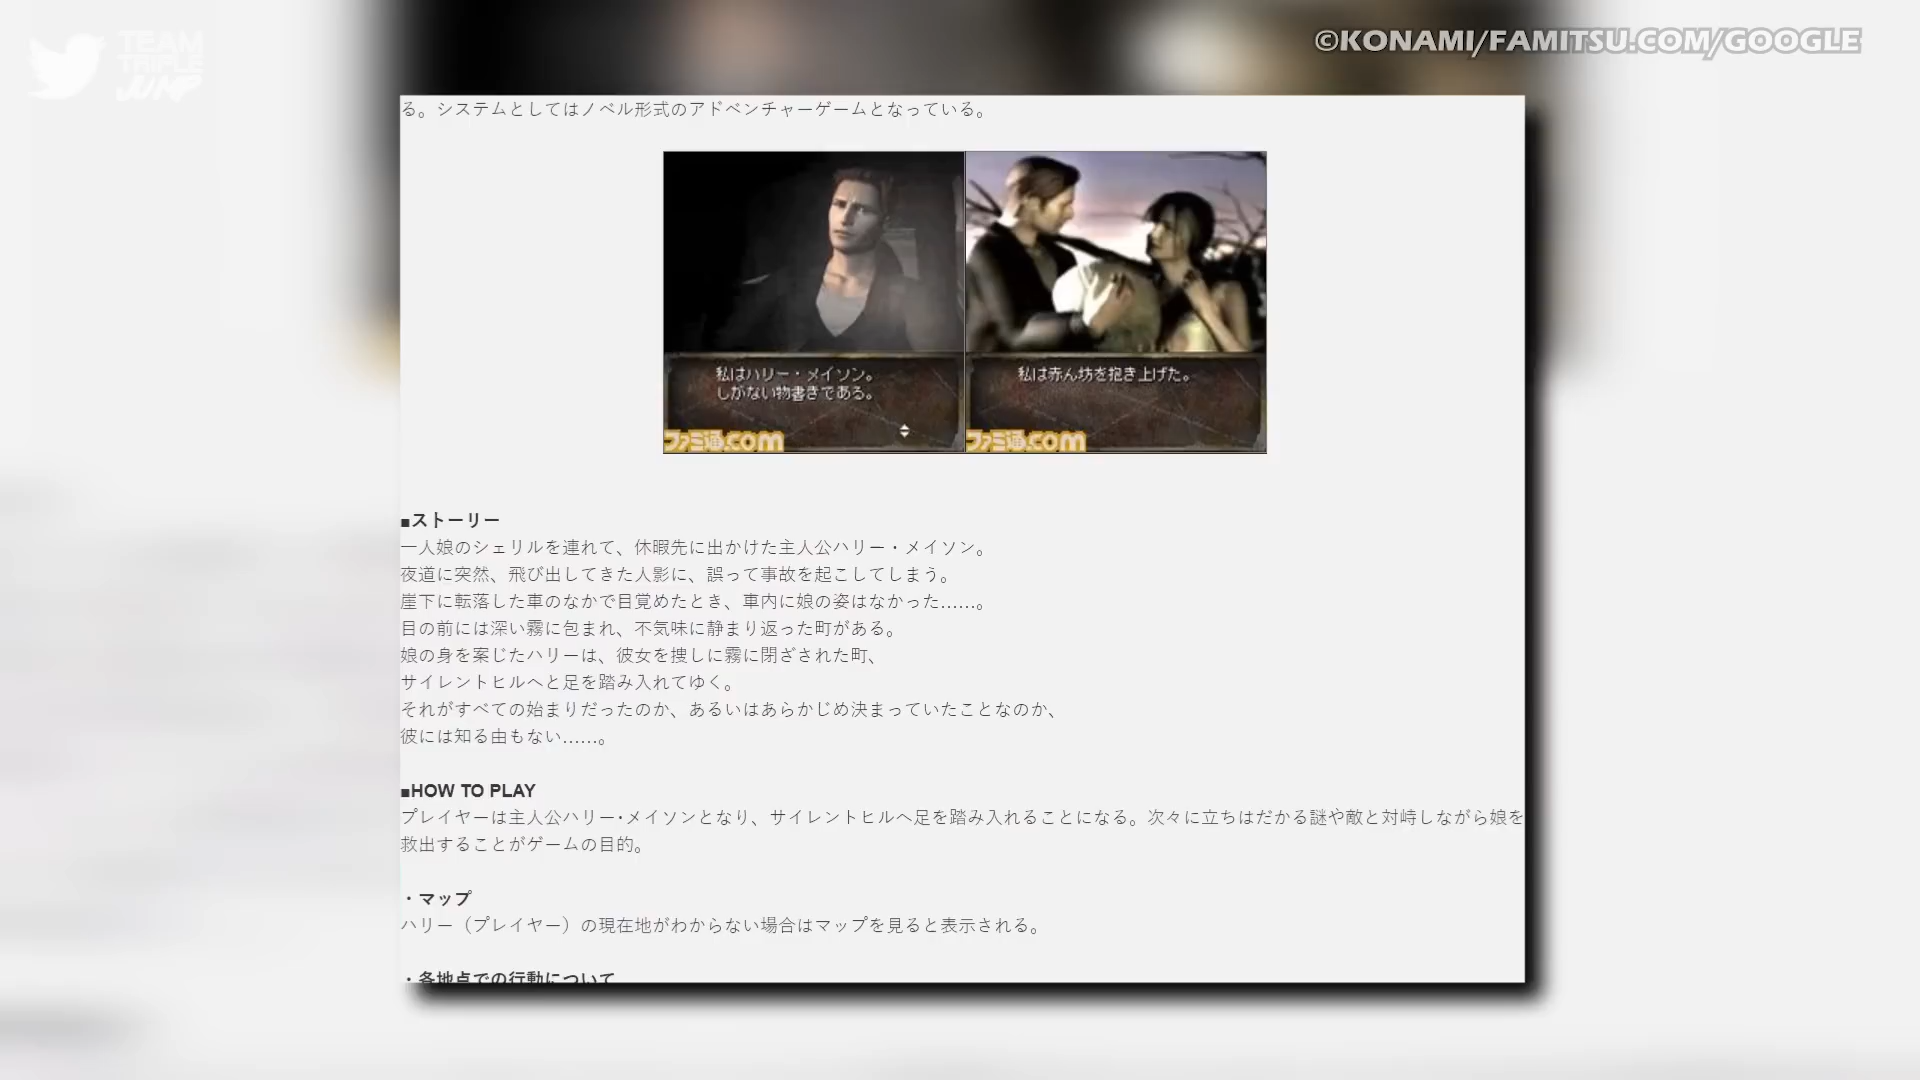 TEAM
TRIPLE
JUMP
©KONAMI/FAMITSU.COM/GOOGLE
る。システムとしてはノベル形式のアドベンチャーゲームとなっている。
私はハリー・メイソン。
しがない物書きである。
ファミ通.com
私は赤ん坊を抱き上げた。
ファミ通.com
■ストーリー
一人娘のシェリルを連れて、休暇先に出かけた主人公ハリー・メイソン。
夜道に突然、飛び出してきた人影に、誤って事故を起こしてしまう。
崖下に転落した車のなかで目覚めたとき、車内に娘の姿はなかった……。
目の前には深い霧に包まれ、不気味に静まり返った町がある。
娘の身を案じたハリーは、彼女を捜しに霧に閉ざされた町、
サイレントヒルへと足を踏み入れてゆく。
それがすべての始まりだったのか、あるいはあらかじめ決まっていたことなのか、
彼には知る由もない……。
■HOW TO PLAY
プレイヤーは主人公ハリー･メイソンとなり、サイレントヒルへ足を踏み入れることになる。次々に立ちはだかる謎や敵と対峙しながら娘を
救出することがゲームの目的。
・マップ
ハリー（プレイヤー）の現在地がわからない場合はマップを見ると表示される。
・各地点での行動について